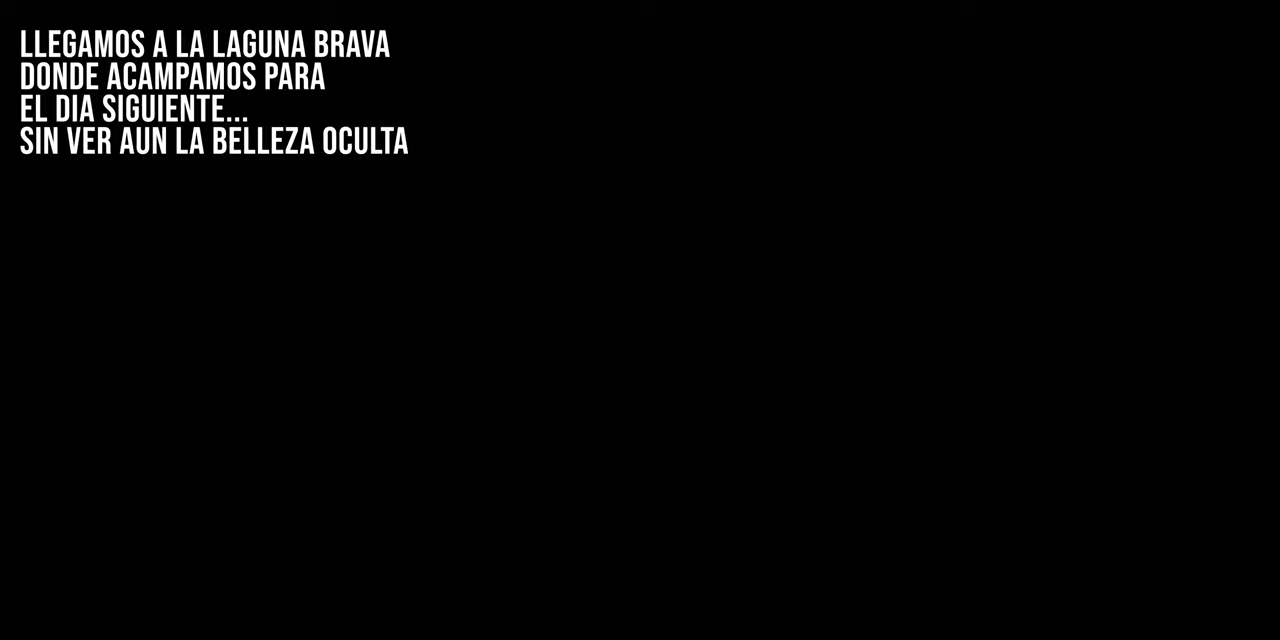 LLEGAMOS A LA LAGUNA BRAVA
DONDE ACAMPAMOS PARA
EL DIA SIGUIENTE...
SIN VER AUN LA BELLEZA OCULTA